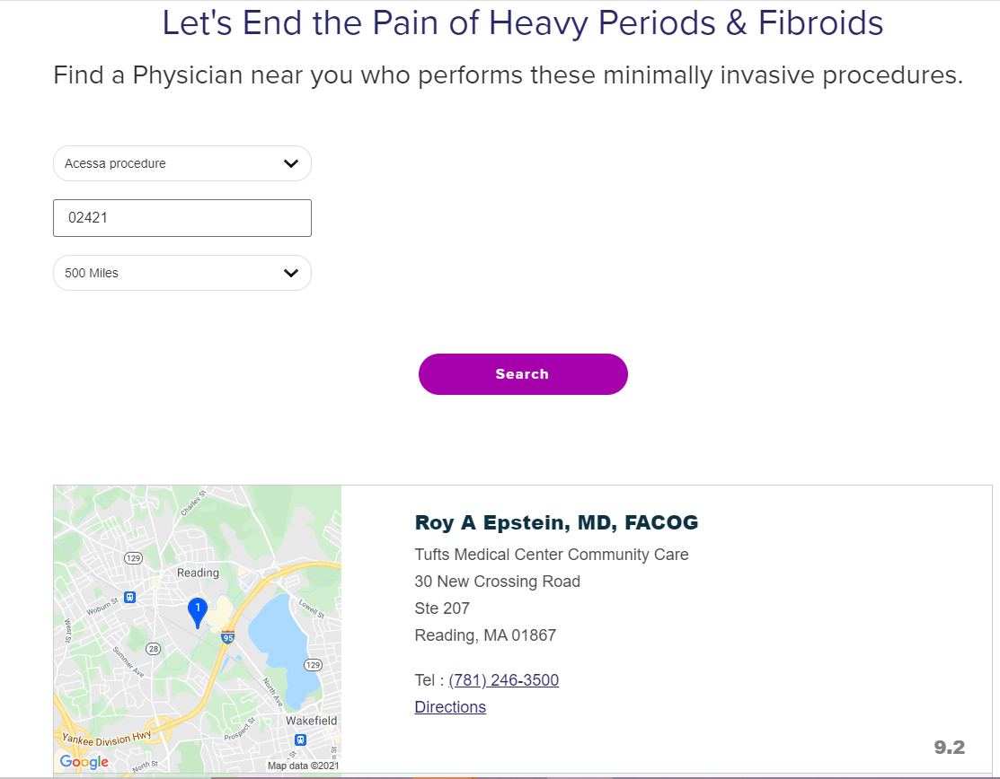 Let's End the Pain of Heavy Periods & Fibroids
Find a Physician near you who performs these minimally invasive procedures.
Acessa procedure
02421
500 Miles
Search
Roy A Epstein, MD, FACOG
Tufts Medical Center Community Care
30 New Crossing Road
Ste 207
Reading, MA 01867
Tel : (781) 246-3500
Directions
9.2
Charles St
129
Reading
Woburn St
1
Lowell St
West St
95
28
Summer Ave
129
North Ave
Wakefield
Prospect St
Yankee Division Hwy
Google
North St
Map data ©2021